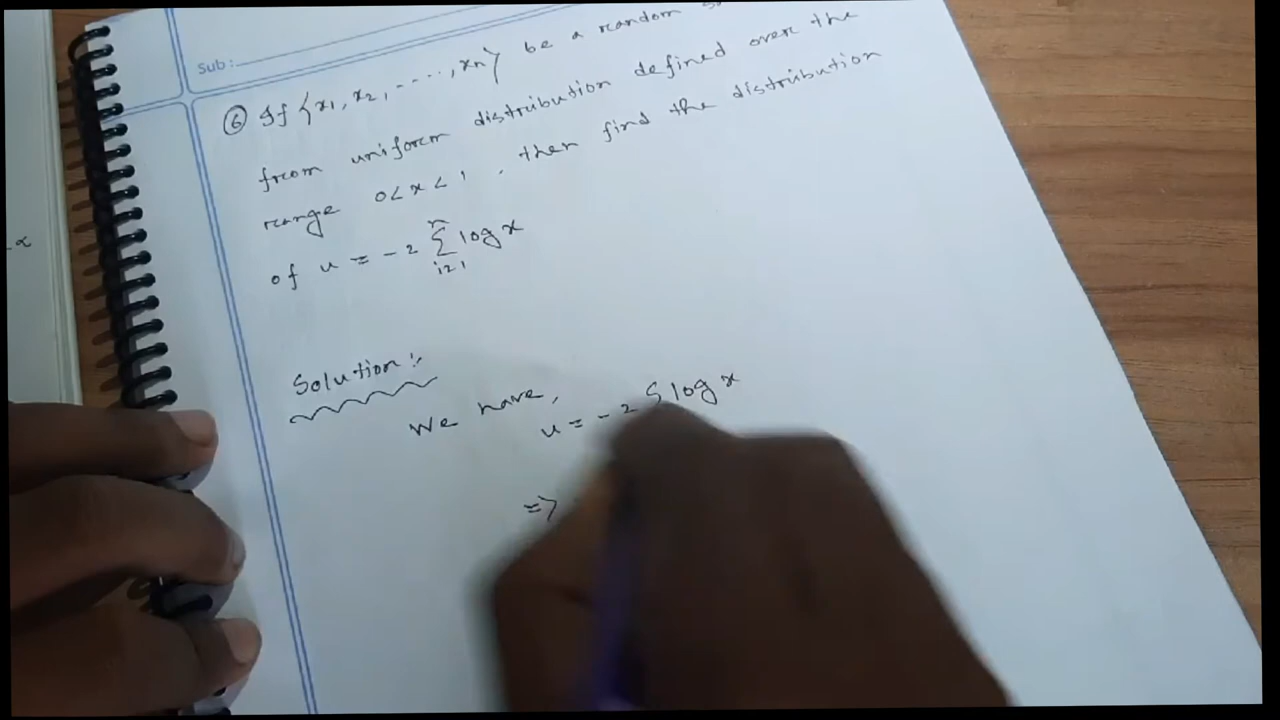 Sub:
⑥ If {x1, x2, ....., xn} be a random
from uniform distribution defined over the
range 0<x<1, then find the distribution
of u = -2 n Σ i=1 log x
Solution:
We have,
u = -2 Σ log x
=>